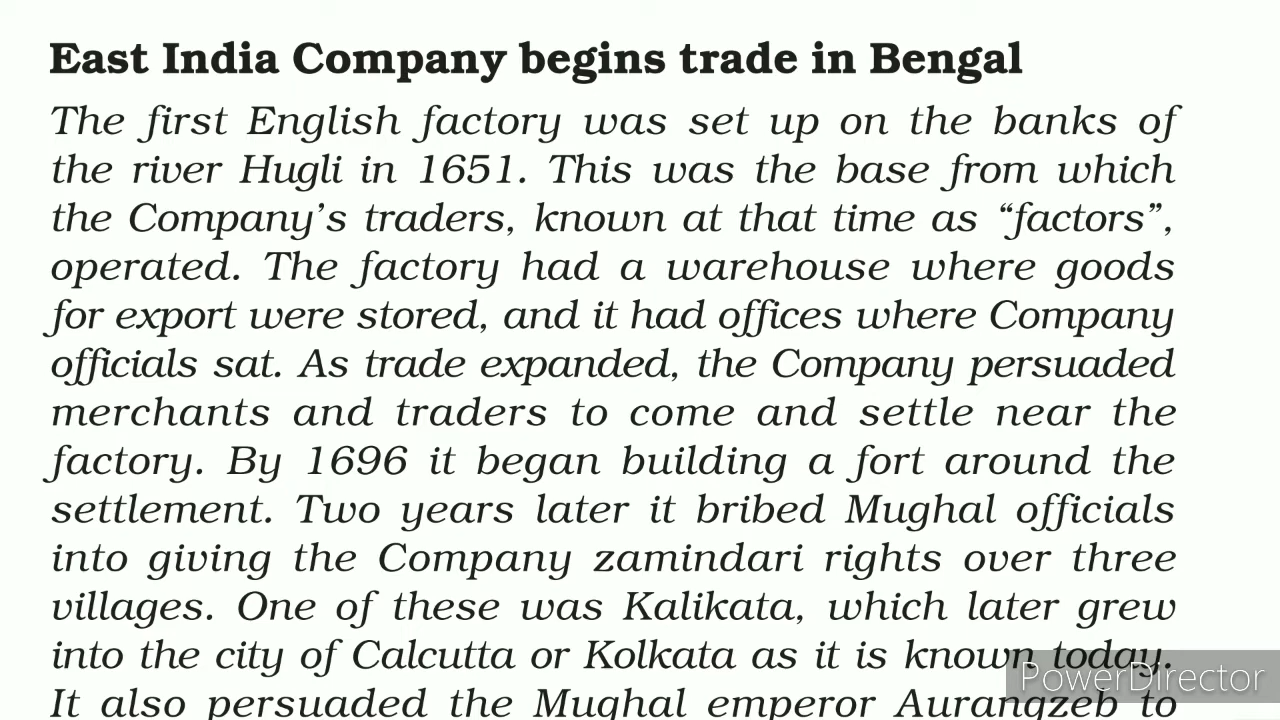 East India Company begins trade in Bengal
The first English factory was set up on the banks of
the river Hugli in 1651. This was the base from which
the Company’s traders, known at that time as “factors”,
operated. The factory had a warehouse where goods
for export were stored, and it had offices where Company
officials sat. As trade expanded, the Company persuaded
merchants and traders to come and settle near the
factory. By 1696 it began building a fort around the
settlement. Two years later it bribed Mughal officials
into giving the Company zamindari rights over three
villages. One of these was Kalikata, which later grew
into the city of Calcutta or Kolkata as it is known today.
It also persuaded the Mughal emperor Aurangzeb to
PowerDirector